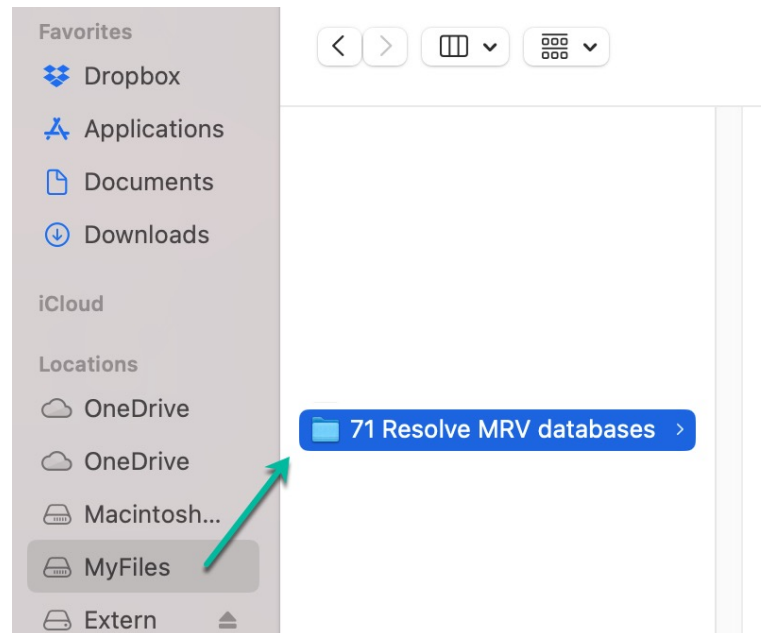 Favorites
Dropbox
Applications
Documents
Downloads
iCloud
Locations
OneDrive
OneDrive
Macintosh...
MyFiles
Extern
71 Resolve MRV databases